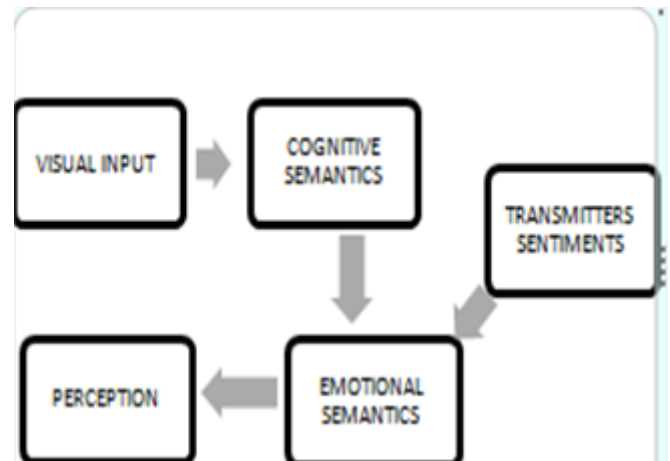 VISUAL INPUT
COGNITIVE
SEMANTICS
TRANSMITTERS
SENTIMENTS
PERCEPTION
EMOTIONAL
SEMANTICS